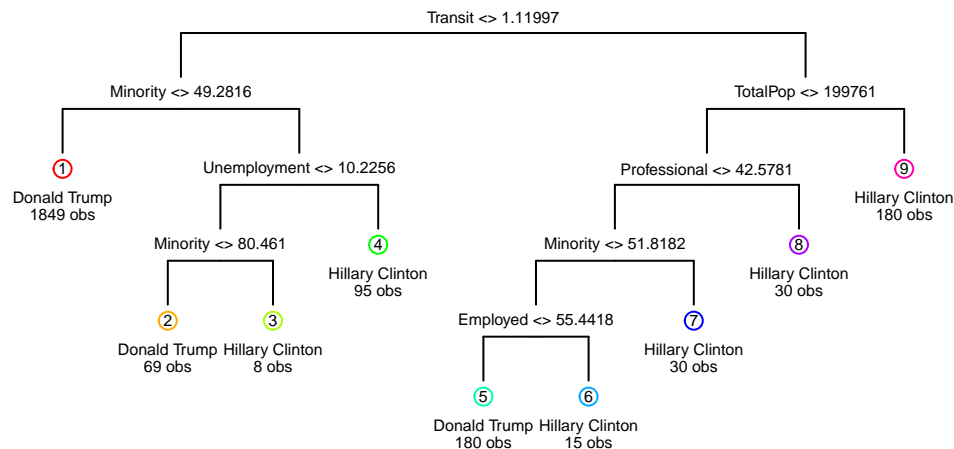 Transit <> 1.11997
Minority <> 49.2816
TotalPop <> 199761
1
Donald Trump
1849 obs
Unemployment <> 10.2256
Professional <> 42.5781
9
Hillary Clinton
180 obs
Minority <> 80.461
4
Hillary Clinton
95 obs
Minority <> 51.8182
8
Hillary Clinton
30 obs
2
Donald Trump
69 obs
3
Hillary Clinton
8 obs
Employed <> 55.4418
7
Hillary Clinton
30 obs
5
Donald Trump
180 obs
6
Hillary Clinton
15 obs